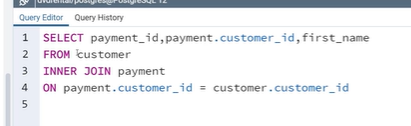 dvdrental/postgres@PostgreSQL 12
Query Editor Query History
1 SELECT payment_id,payment.customer_id,first_name
2 FROM customer
3 INNER JOIN payment
4 ON payment.customer_id = customer.customer_id
5